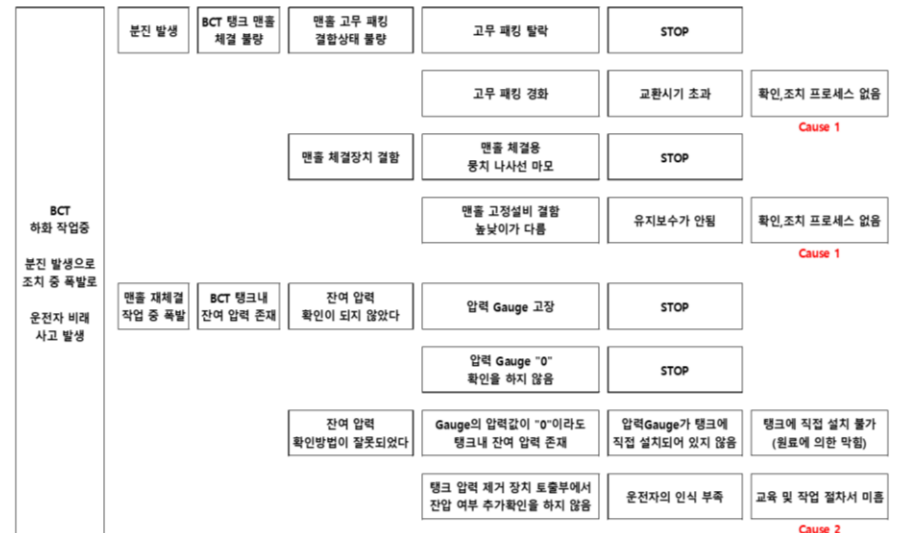 분진 발생
BCT 탱크 맨홀
체결 불량
맨홀 고무 패킹
결합상태 불량
고무 패킹 탈락
STOP
고무 패킹 경화
교환시기 초과
확인,조치 프로세스 없음
Cause 1
맨홀 체결장치 결함
맨홀 체결용
뭉치 나사선 마모
STOP
BCT
하화 작업중
분진 발생으로
조치 중 폭발로
운전자 비래
사고 발생
맨홀 고정설비 결함
높낮이가 다름
유지보수가 안됨
확인,조치 프로세스 없음
Cause 1
맨홀 재체결
작업 중 폭발
BCT 탱크내
잔여 압력 존재
잔여 압력
확인이 되지 않았다
압력 Gauge 고장
STOP
압력 Gauge "0"
확인을 하지 않음
STOP
잔여 압력
확인방법이 잘못되었다
Gauge의 압력값이 "0"이라도
탱크내 잔여 압력 존재
압력Gauge가 탱크에
직접 설치되어 있지 않음
탱크에 직접 설치 불가
(원료에 의한 막힘)
탱크 압력 제거 장치 토출부에서
잔압 여부 추가확인을 하지 않음
운전자의 인식 부족
교육 및 작업 절차서 미흡
Cause 2